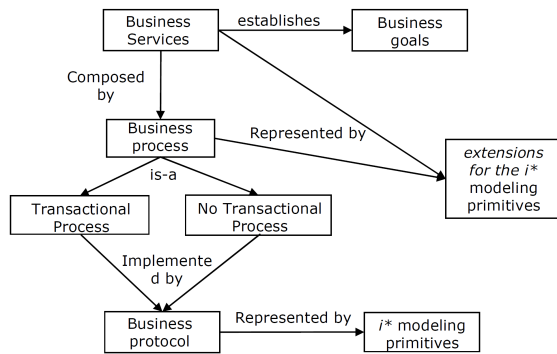 Business
Services
establishes
Business
goals
Composed
by
Business
process
Represented by
extensions
for the i*
modeling
primitives
is-a
Transactional
Process
No Transactional
Process
Implemente
d by
Business
protocol
Represented by
i* modeling
primitives